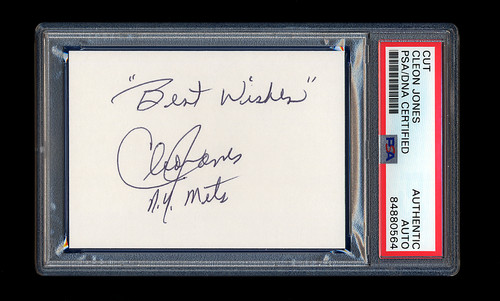 "Best Wishes"
Cleon Jones
N.Y. Mets
CUT
CLEON JONES
PSA/DNA CERTIFIED
PSA
AUTHENTIC
AUTO
84880564